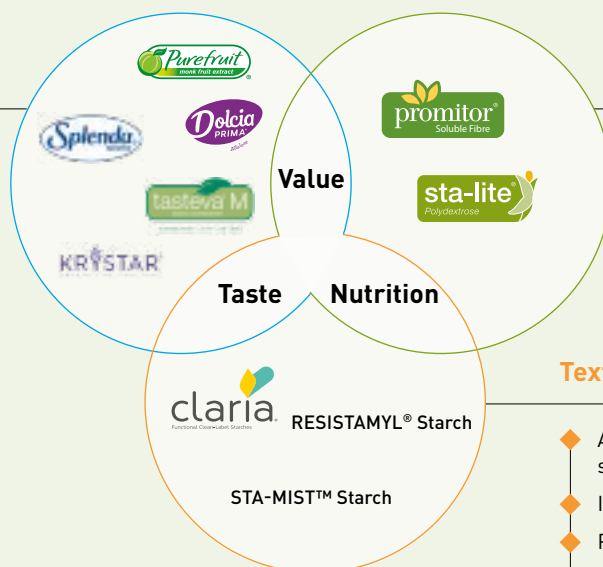 Purefruit
monk fruit extract
Dolcia
PRIMA®
Allulose
Splenda
tasteva M
KRYSTAR®
promitor®
Soluble Fibre
sta-lite®
Polydextrose
Value
Taste
Nutrition
claria®
Functional Clean-Label Starches
RESISTAMYL® Starch
STA-MIST™ Starch
Tex
A
s
I